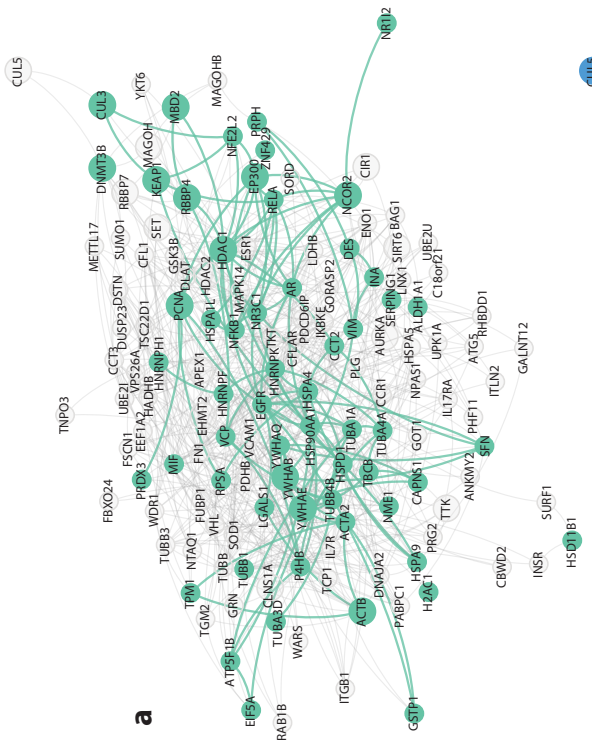 NR1I2
CUL5
CUL3
YKT6
MBD2
MAGOHB
NFE2L2
PRPH
MAGOH
ZNF429
DNMT3B
KEAP1
EP300
SORD
RBBP7
RBBP4
RELA
NCOR2
CIR1
METTL17
SUMO1
SET
CFL1
GSK3B
DLAT
HDAC2
HDAC1
ESR1
LDHB
DES
ENO1
BAG1
SIRT6
UBE2U
DSTN
DUSP23
TSC22D1
PCNA
HSPA1L
NFKB1
MAPK14
NR3C1
AR
PDCD6IP
IKBKE
GORASP2
VIM
INA
SERPING1
LNX1
ALDH1A1
C18orf21
CCT3
UBE2I
VPS26A
HADHB
HNRNPH1
APEX1
HNRNPK
TKT
CFLAR
CCT2
PLG
AURKA
HSPA5
UPK1A
RHBDD1
ATG5
GALNT12
TNPO3
FSCN1
EEF1A2
EHMT2
HNRNPF
EGFR
HSPA4
CCR1
NPAS1
IL17RA
ITLN2
PHF11
FBXO24
PRDX3
MIF
FN1
VCP
VCAM1
YWHAQ
HSP90AA1
TUBA1A
TUBA4A
GOT1
ANKMY2
SFN
WDR1
FUBP1
RPSA
PDHB
YWHAB
HSPD1
TBCB
CAPNS1
TUBB3
VHL
SOD1
LGALS1
YWHAE
TUBB4B
ACTA2
NME1
TTK
PRG2
SURF1
NTAQ1
TUBB
TUBB1
CLNS1A
P4HB
IL7R
TCP1
DNAJA2
HSPA9
H2AC1
CBWD2
INSR
HSD11B1
TPM1
TGM2
GRN
TUBA3D
WARS
ACTB
PABPC1
ATP5F1B
EIF5A
RAB1B
ITGB1
GSTP1
a